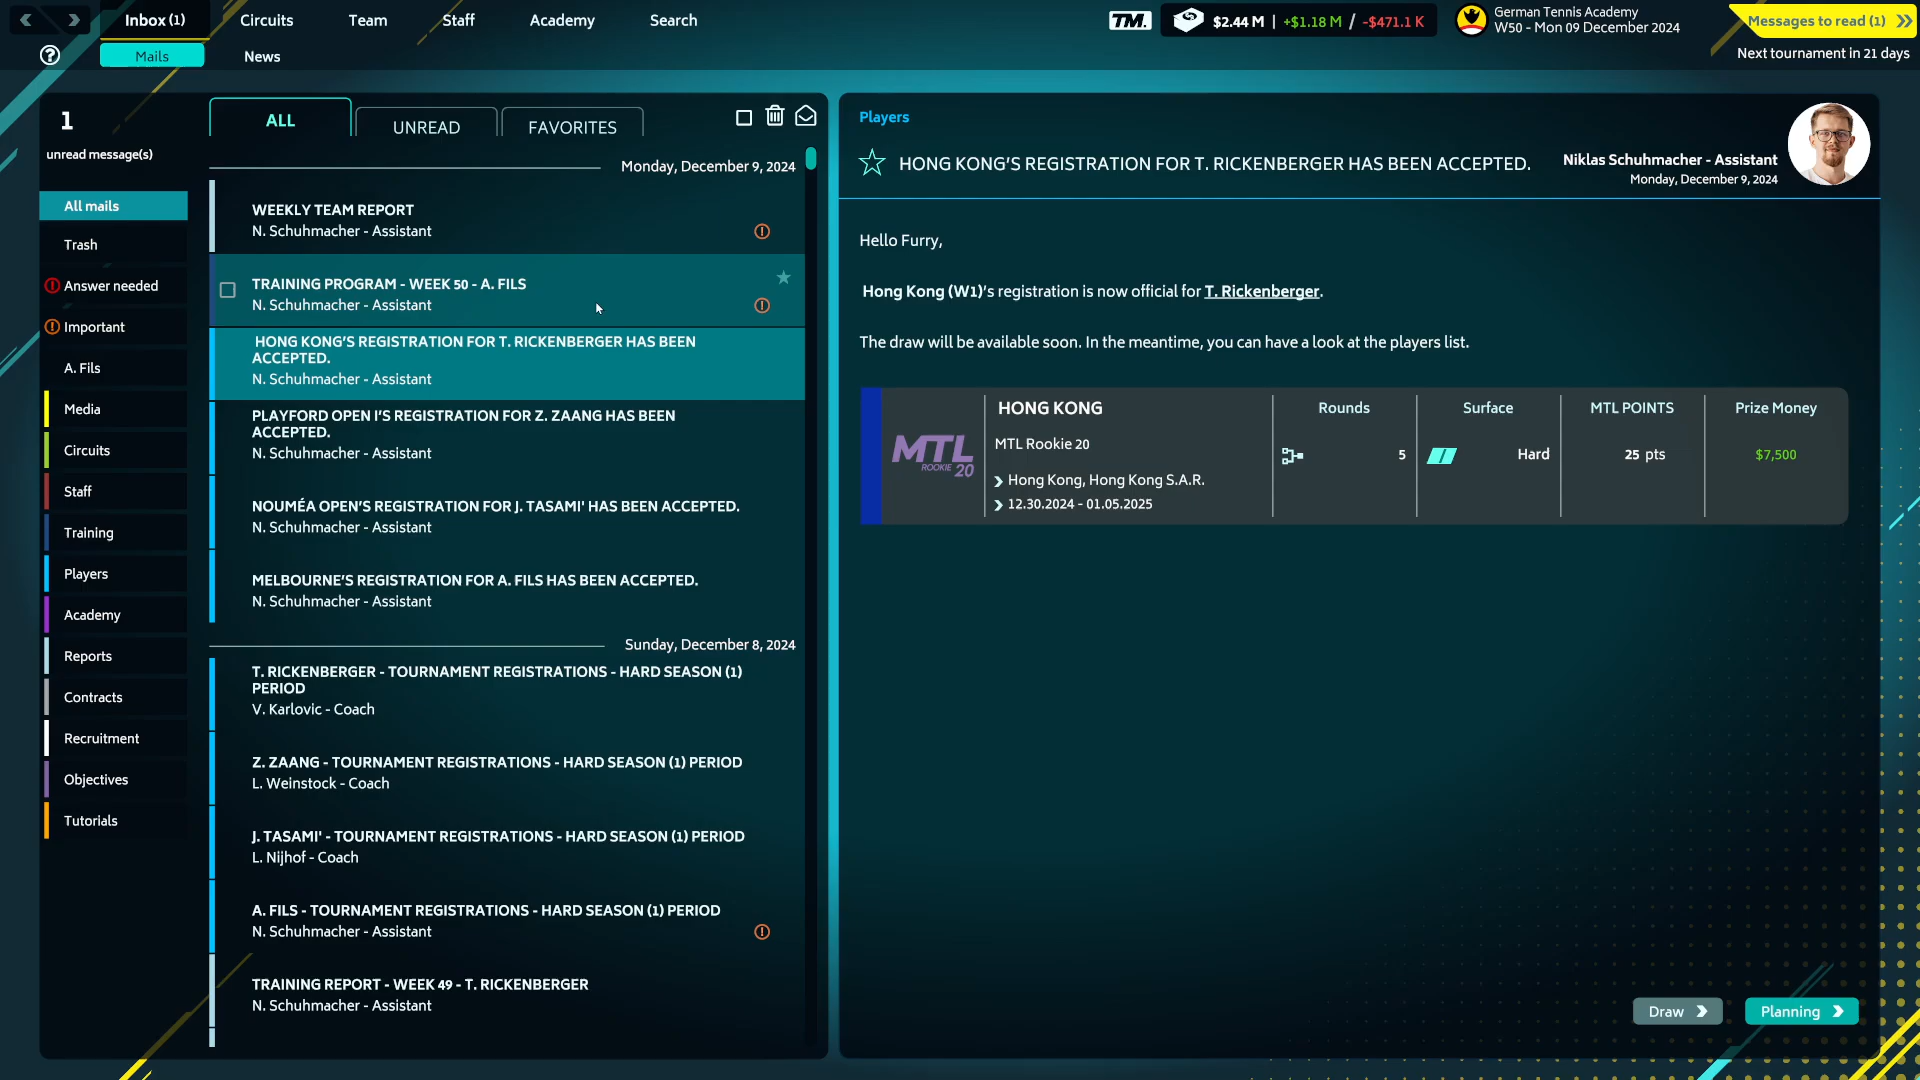 Inbox (1)
Circuits
Team
Staff
Academy
Search
TM.
$2.44 M | +$1.18 M / -$471.1 K
German Tennis Academy
W50 - Mon 09 December 2024
Messages to read (1)
Next tournament in 21 days
?
Mails
News
1
unread message(s)
All mails
Trash
Answer needed
Important
A. Fils
Media
Circuits
Staff
Training
Players
Academy
Reports
Contracts
Recruitment
Objectives
Tutorials
ALL
UNREAD
FAVORITES
Monday, December 9, 2024
WEEKLY TEAM REPORT
N. Schuhmacher - Assistant
TRAINING PROGRAM - WEEK 50 - A. FILS
N. Schuhmacher - Assistant
HONG KONG'S REGISTRATION FOR T. RICKENBERGER HAS BEEN
ACCEPTED.
N. Schuhmacher - Assistant
PLAYFORD OPEN I'S REGISTRATION FOR Z. ZAANG HAS BEEN
ACCEPTED.
N. Schuhmacher - Assistant
NOUMÉA OPEN'S REGISTRATION FOR J. TASAMI' HAS BEEN ACCEPTED.
N. Schuhmacher - Assistant
MELBOURNE'S REGISTRATION FOR A. FILS HAS BEEN ACCEPTED.
N. Schuhmacher - Assistant
Sunday, December 8, 2024
T. RICKENBERGER - TOURNAMENT REGISTRATIONS - HARD SEASON (1)
PERIOD
V. Karlovic - Coach
Z. ZAANG - TOURNAMENT REGISTRATIONS - HARD SEASON (1) PERIOD
L. Weinstock - Coach
J. TASAMI' - TOURNAMENT REGISTRATIONS - HARD SEASON (1) PERIOD
L. Nijhof - Coach
A. FILS - TOURNAMENT REGISTRATIONS - HARD SEASON (1) PERIOD
N. Schuhmacher - Assistant
TRAINING REPORT - WEEK 49 - T. RICKENBERGER
N. Schuhmacher - Assistant
Players
HONG KONG'S REGISTRATION FOR T. RICKENBERGER HAS BEEN ACCEPTED.
Niklas Schuhmacher - Assistant
Monday, December 9, 2024
Hello Furry,
Hong Kong (W1)'s registration is now official for T. Rickenberger.
The draw will be available soon. In the meantime, you can have a look at the players list.
MTL
ROOKIE 20
HONG KONG
MTL Rookie 20
Hong Kong, Hong Kong S.A.R.
12.30.2024 - 01.05.2025
Rounds
5
Surface
Hard
MTL POINTS
25 pts
Prize Money
$7,500
Draw
Planning